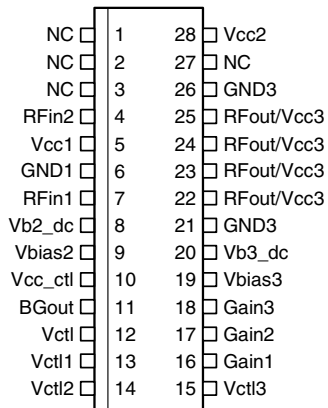 NC 1 28 Vcc2
NC 2 27 NC
NC 3 26 GND3
RFin2 4 25 RFout/Vcc3
Vcc1 5 24 RFout/Vcc3
GND1 6 23 RFout/Vcc3
RFin1 7 22 RFout/Vcc3
Vb2_dc 8 21 GND3
Vbias2 9 20 Vb3_dc
Vcc_ctl 10 19 Vbias3
BGout 11 18 Gain3
Vctl 12 17 Gain2
Vctl1 13 16 Gain1
Vctl2 14 15 Vctl3